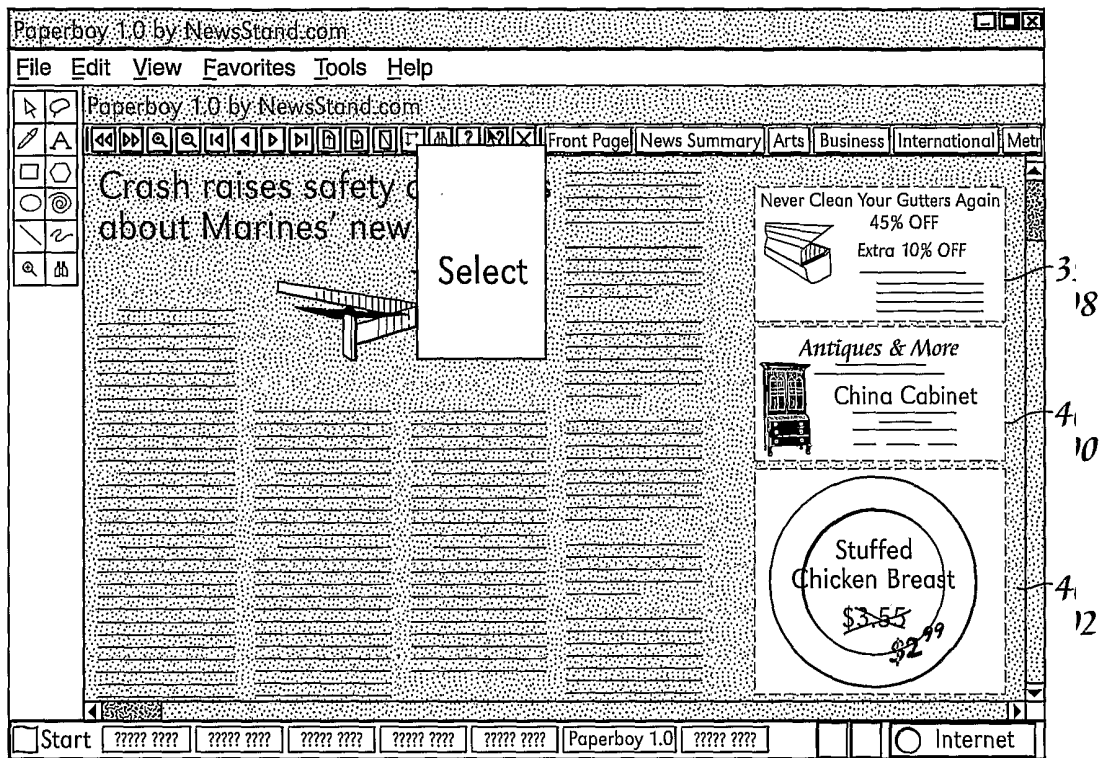 Paperboy 1.0 by NewsStand.com
File Edit View Favorites Tools Help
Paperboy 1.0 by NewsStand.com
Front Page News Summary Arts Business International Metr
Crash raises safety
about Marines' new
Select
Never Clean Your Gutters Again
45% OFF
Extra 10% OFF
Antiques & More
China Cabinet
Stuffed
Chicken Breast
$3.55
$2.99
Start ????? ???? ????? ???? ????? ???? ????? ???? ????? ???? Paperboy 1.0 ????? ???? Internet